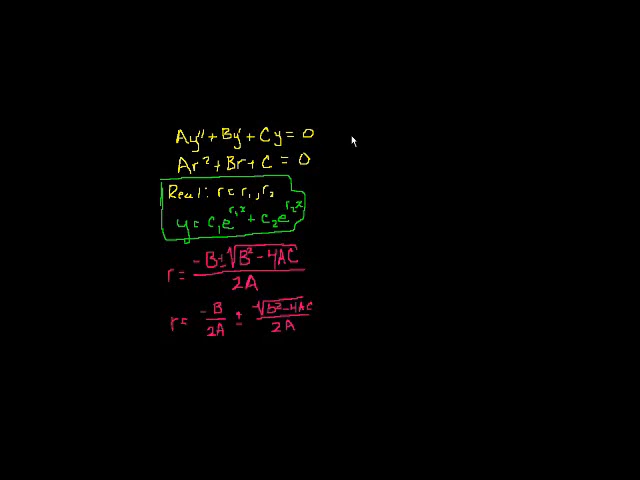 Ay'' + By' + Cy = 0
Ar² + Br + C = 0
Real: r = r₁, r₂
y = c₁e^(r₁x) + c₂e^(r₂x)
r = (-B ± √(B² - 4AC)) / 2A
r = -B/2A ± √(B² - 4AC)/2A